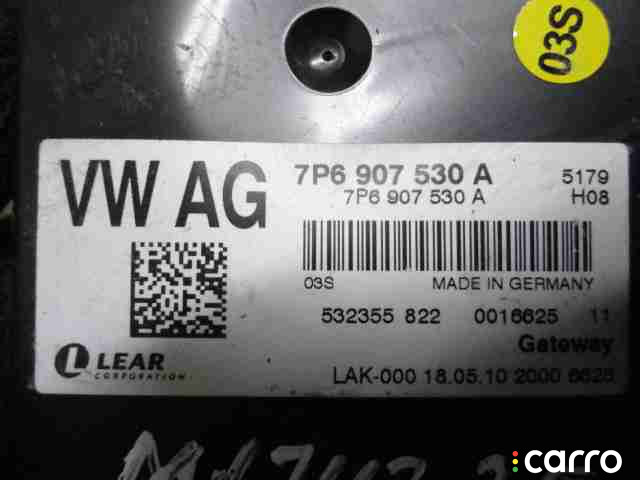 03S
VW AG
7P6 907 530 A
5179
7P6 907 530 A
H08
03S
MADE IN GERMANY
532355 822
0016625
11
Gateway
LEAR
CORPORATION
LAK-000 18.05.10 2000 6625
carro